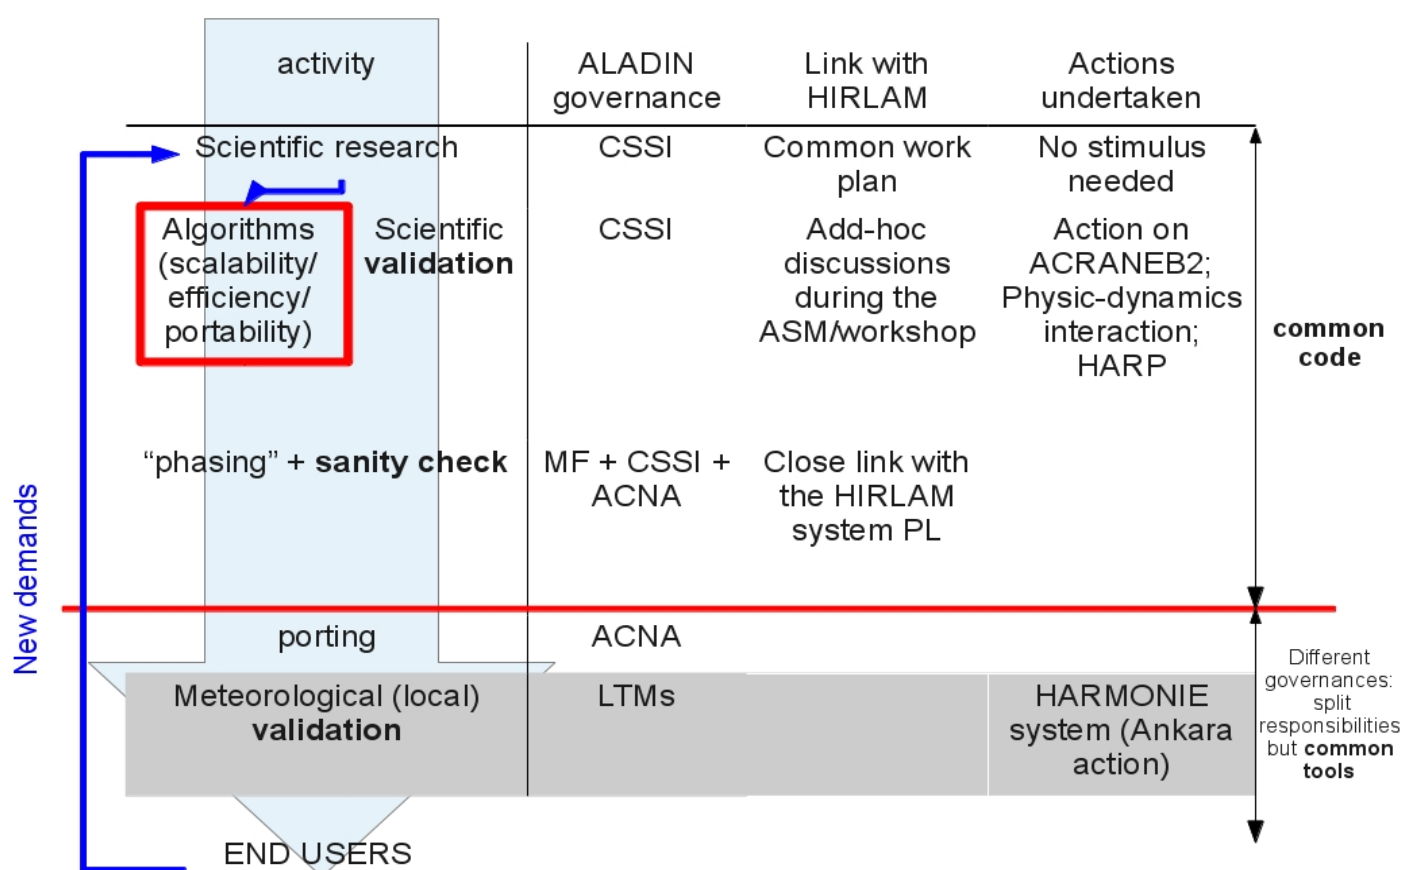 activity
ALADIN
governance
Link with
HIRLAM
Actions
undertaken
Scientific research
CSSI
Common work
plan
No stimulus
needed
Algorithms
(scalability/
efficiency/
portability)
Scientific
validation
CSSI
Add-hoc
discussions
during the
ASM/workshop
Action on
ACRANEB2;
Physic-dynamics
interaction;
HARP
common
code
“phasing” + sanity check
MF + CSSI +
ACNA
Close link with
the HIRLAM
system PL
New demands
porting
ACNA
Meteorological (local)
validation
LTMs
HARMONIE
system (Ankara
action)
Different
governances:
split
responsibilities
but common
tools
END USERS